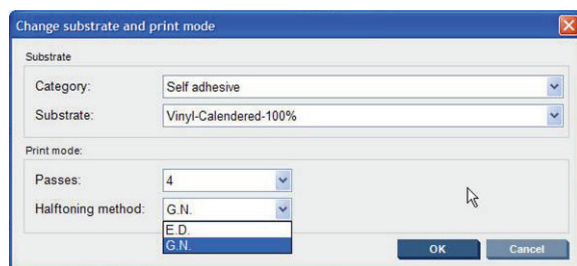 Change substrate and print mode
Substrate
Category: Self adhesive
Substrate: Vinyl-Calendered-100%
Print mode:
Passes: 4
Halftoning method: G.N.
E.D.
G.N.
OK Cancel